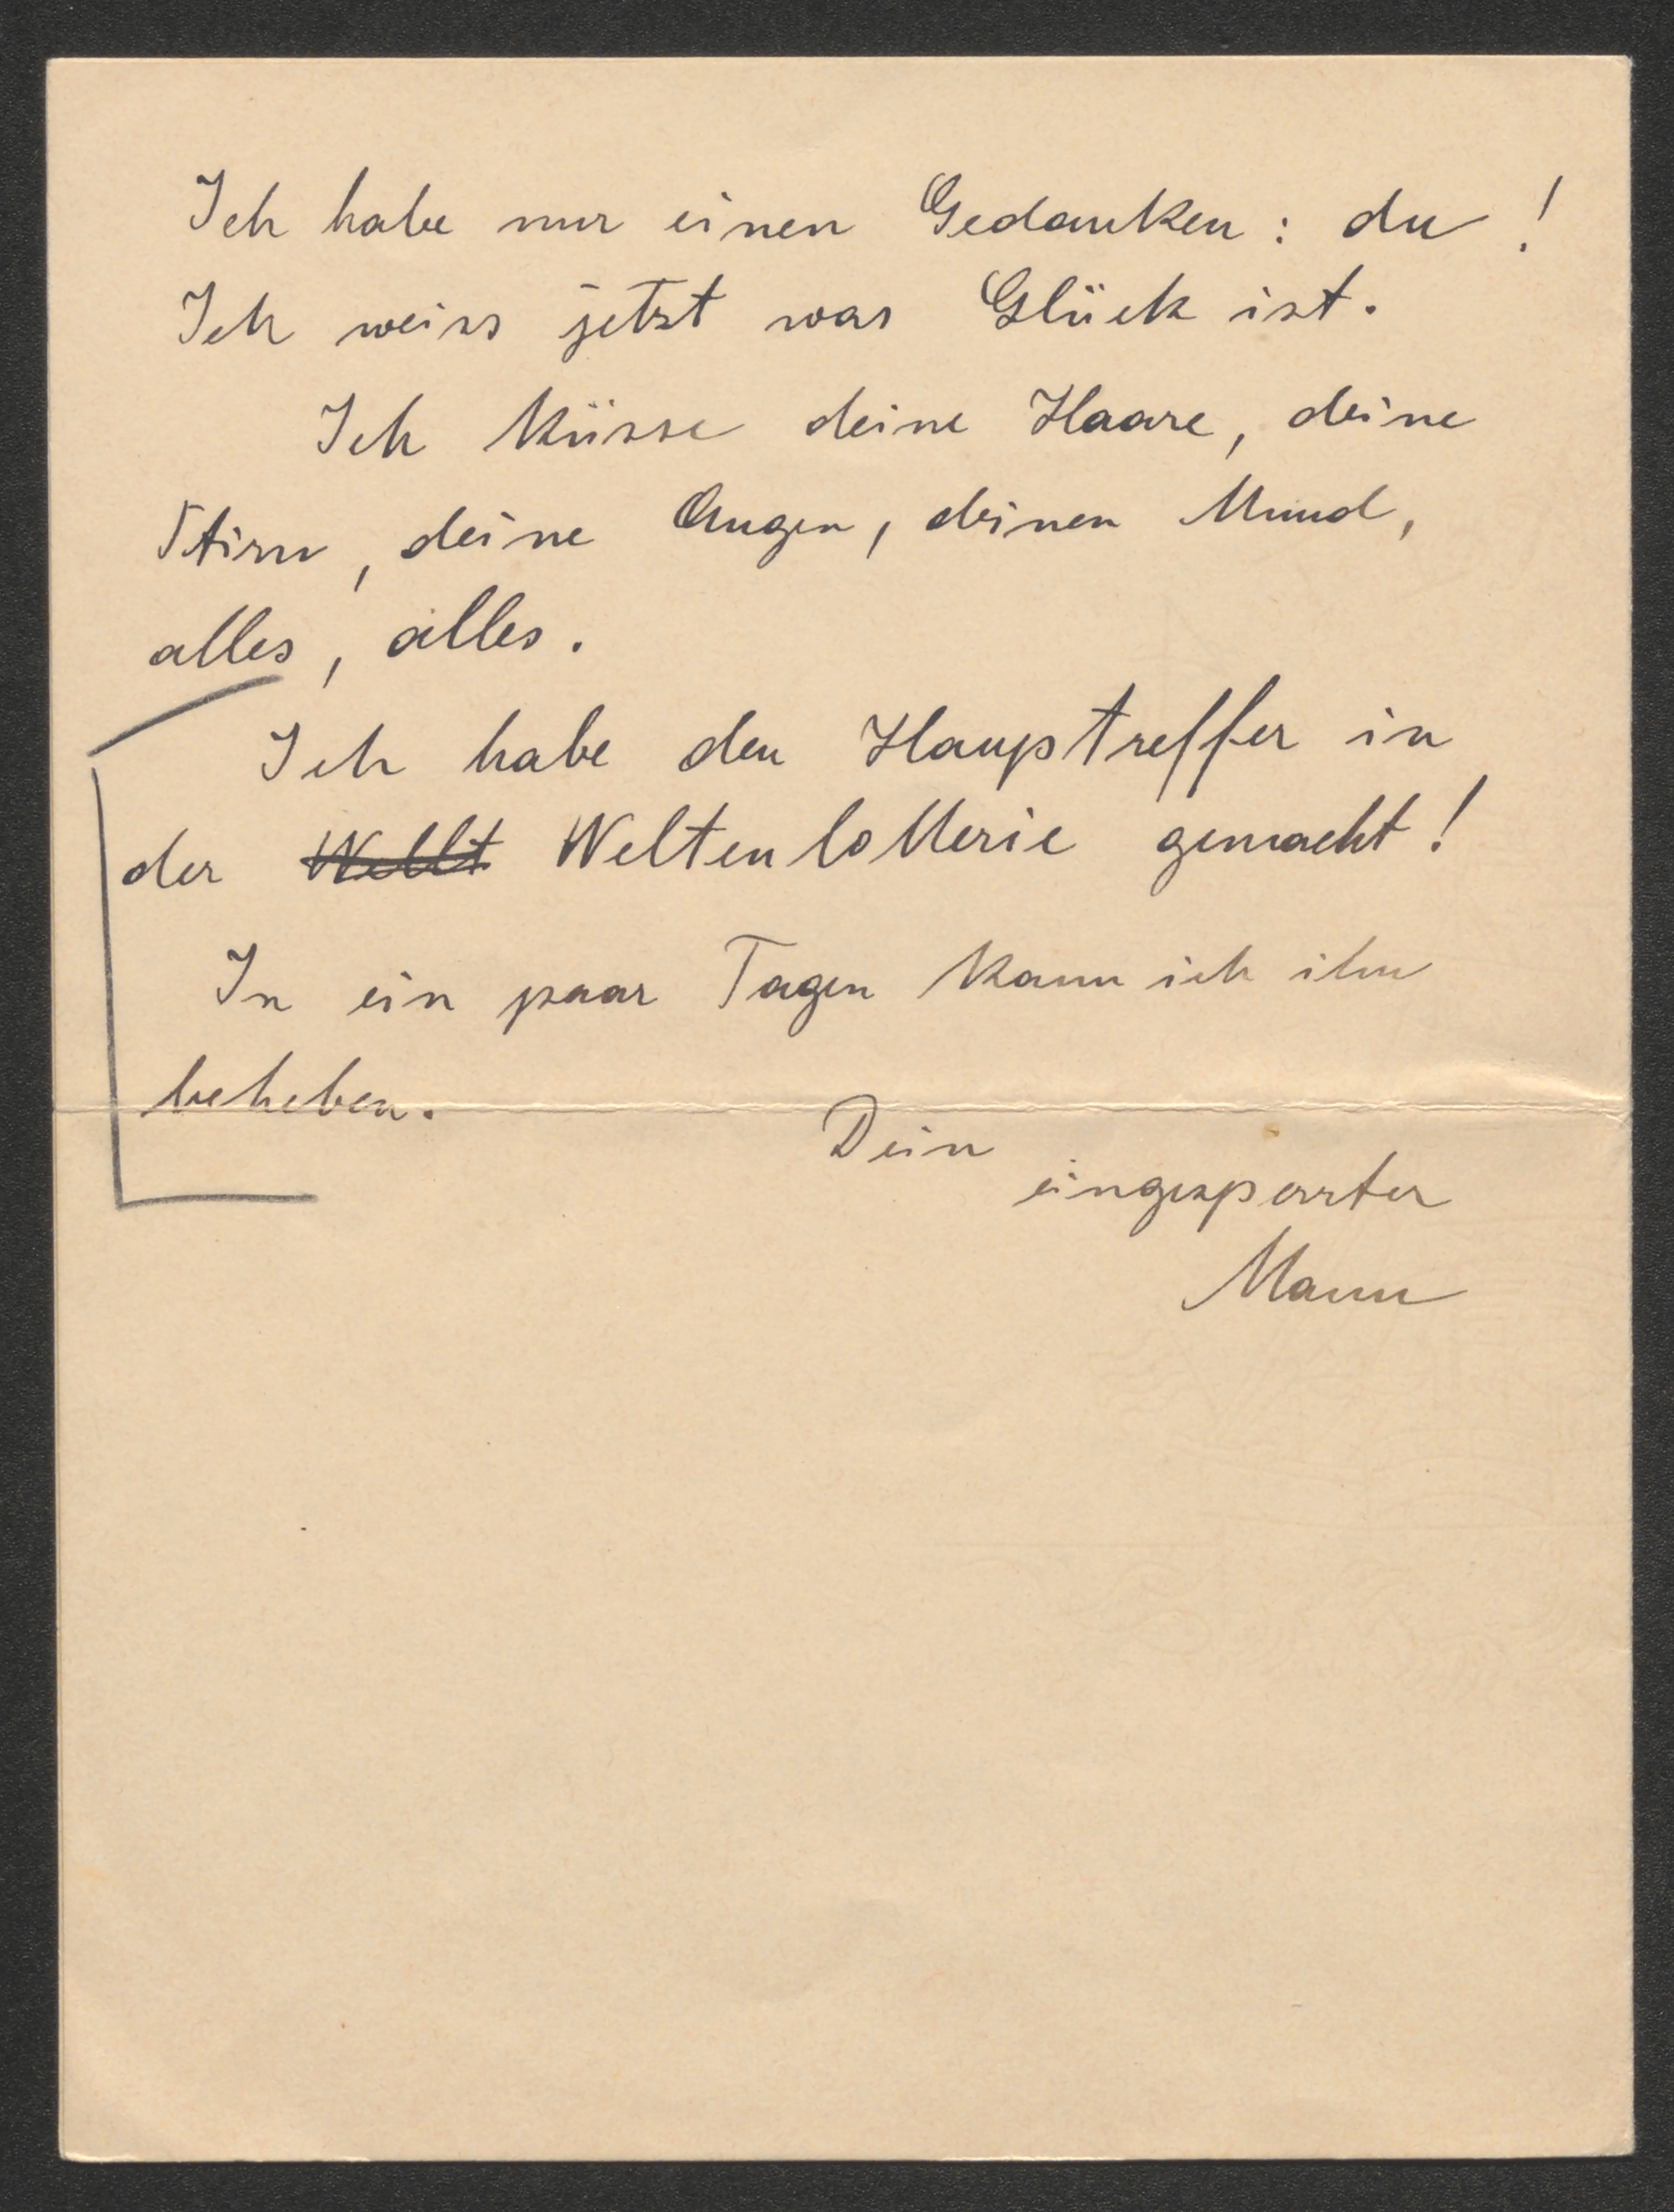 Ich habe nur einen Gedanken : du !
Ich weiss jetzt was Glück ist.
Ich küsse deine Haare, deine
Stirn, deine Augen, deinen Mund,
alles, alles.
Ich habe den Haupttreffer in
der Wellt Weltenlotterie gemacht !
In ein paar Tagen kann ich ihn
beheben.
Dein
eingesperrter
Mann